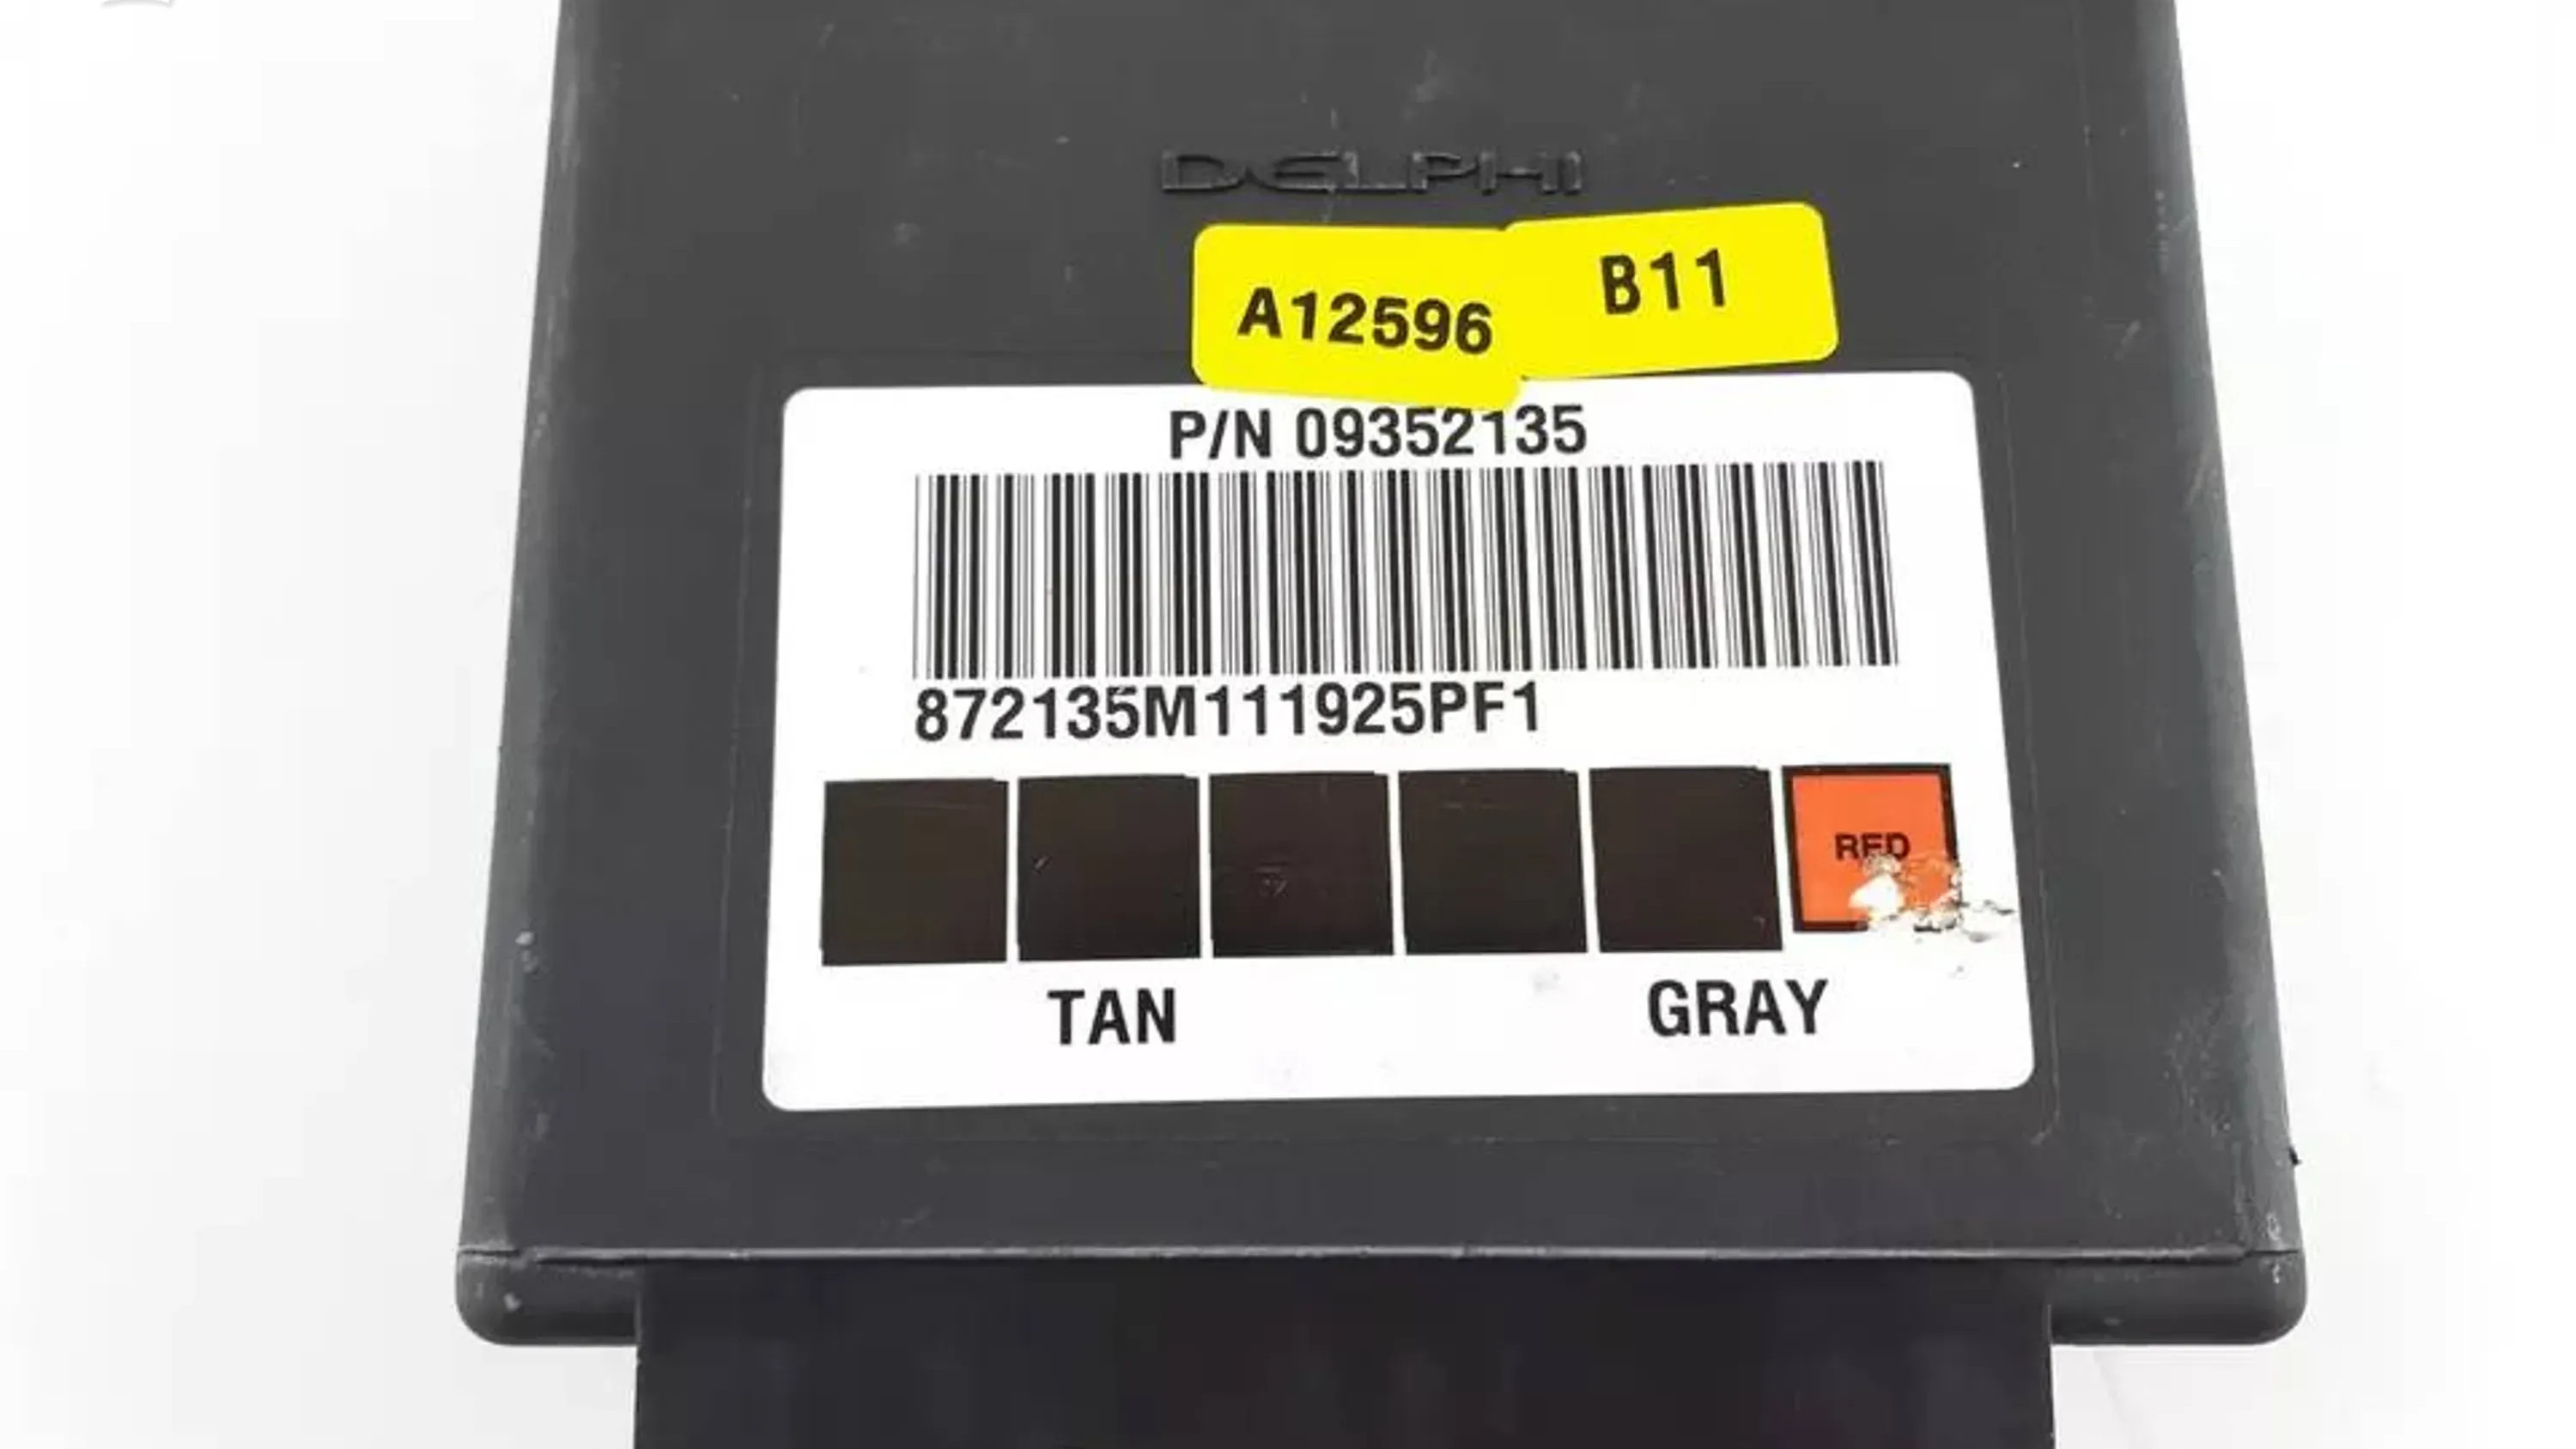 DELPHI
A12596 B11
P/N 09352135
872135M111925PF1
RED
TAN GRAY